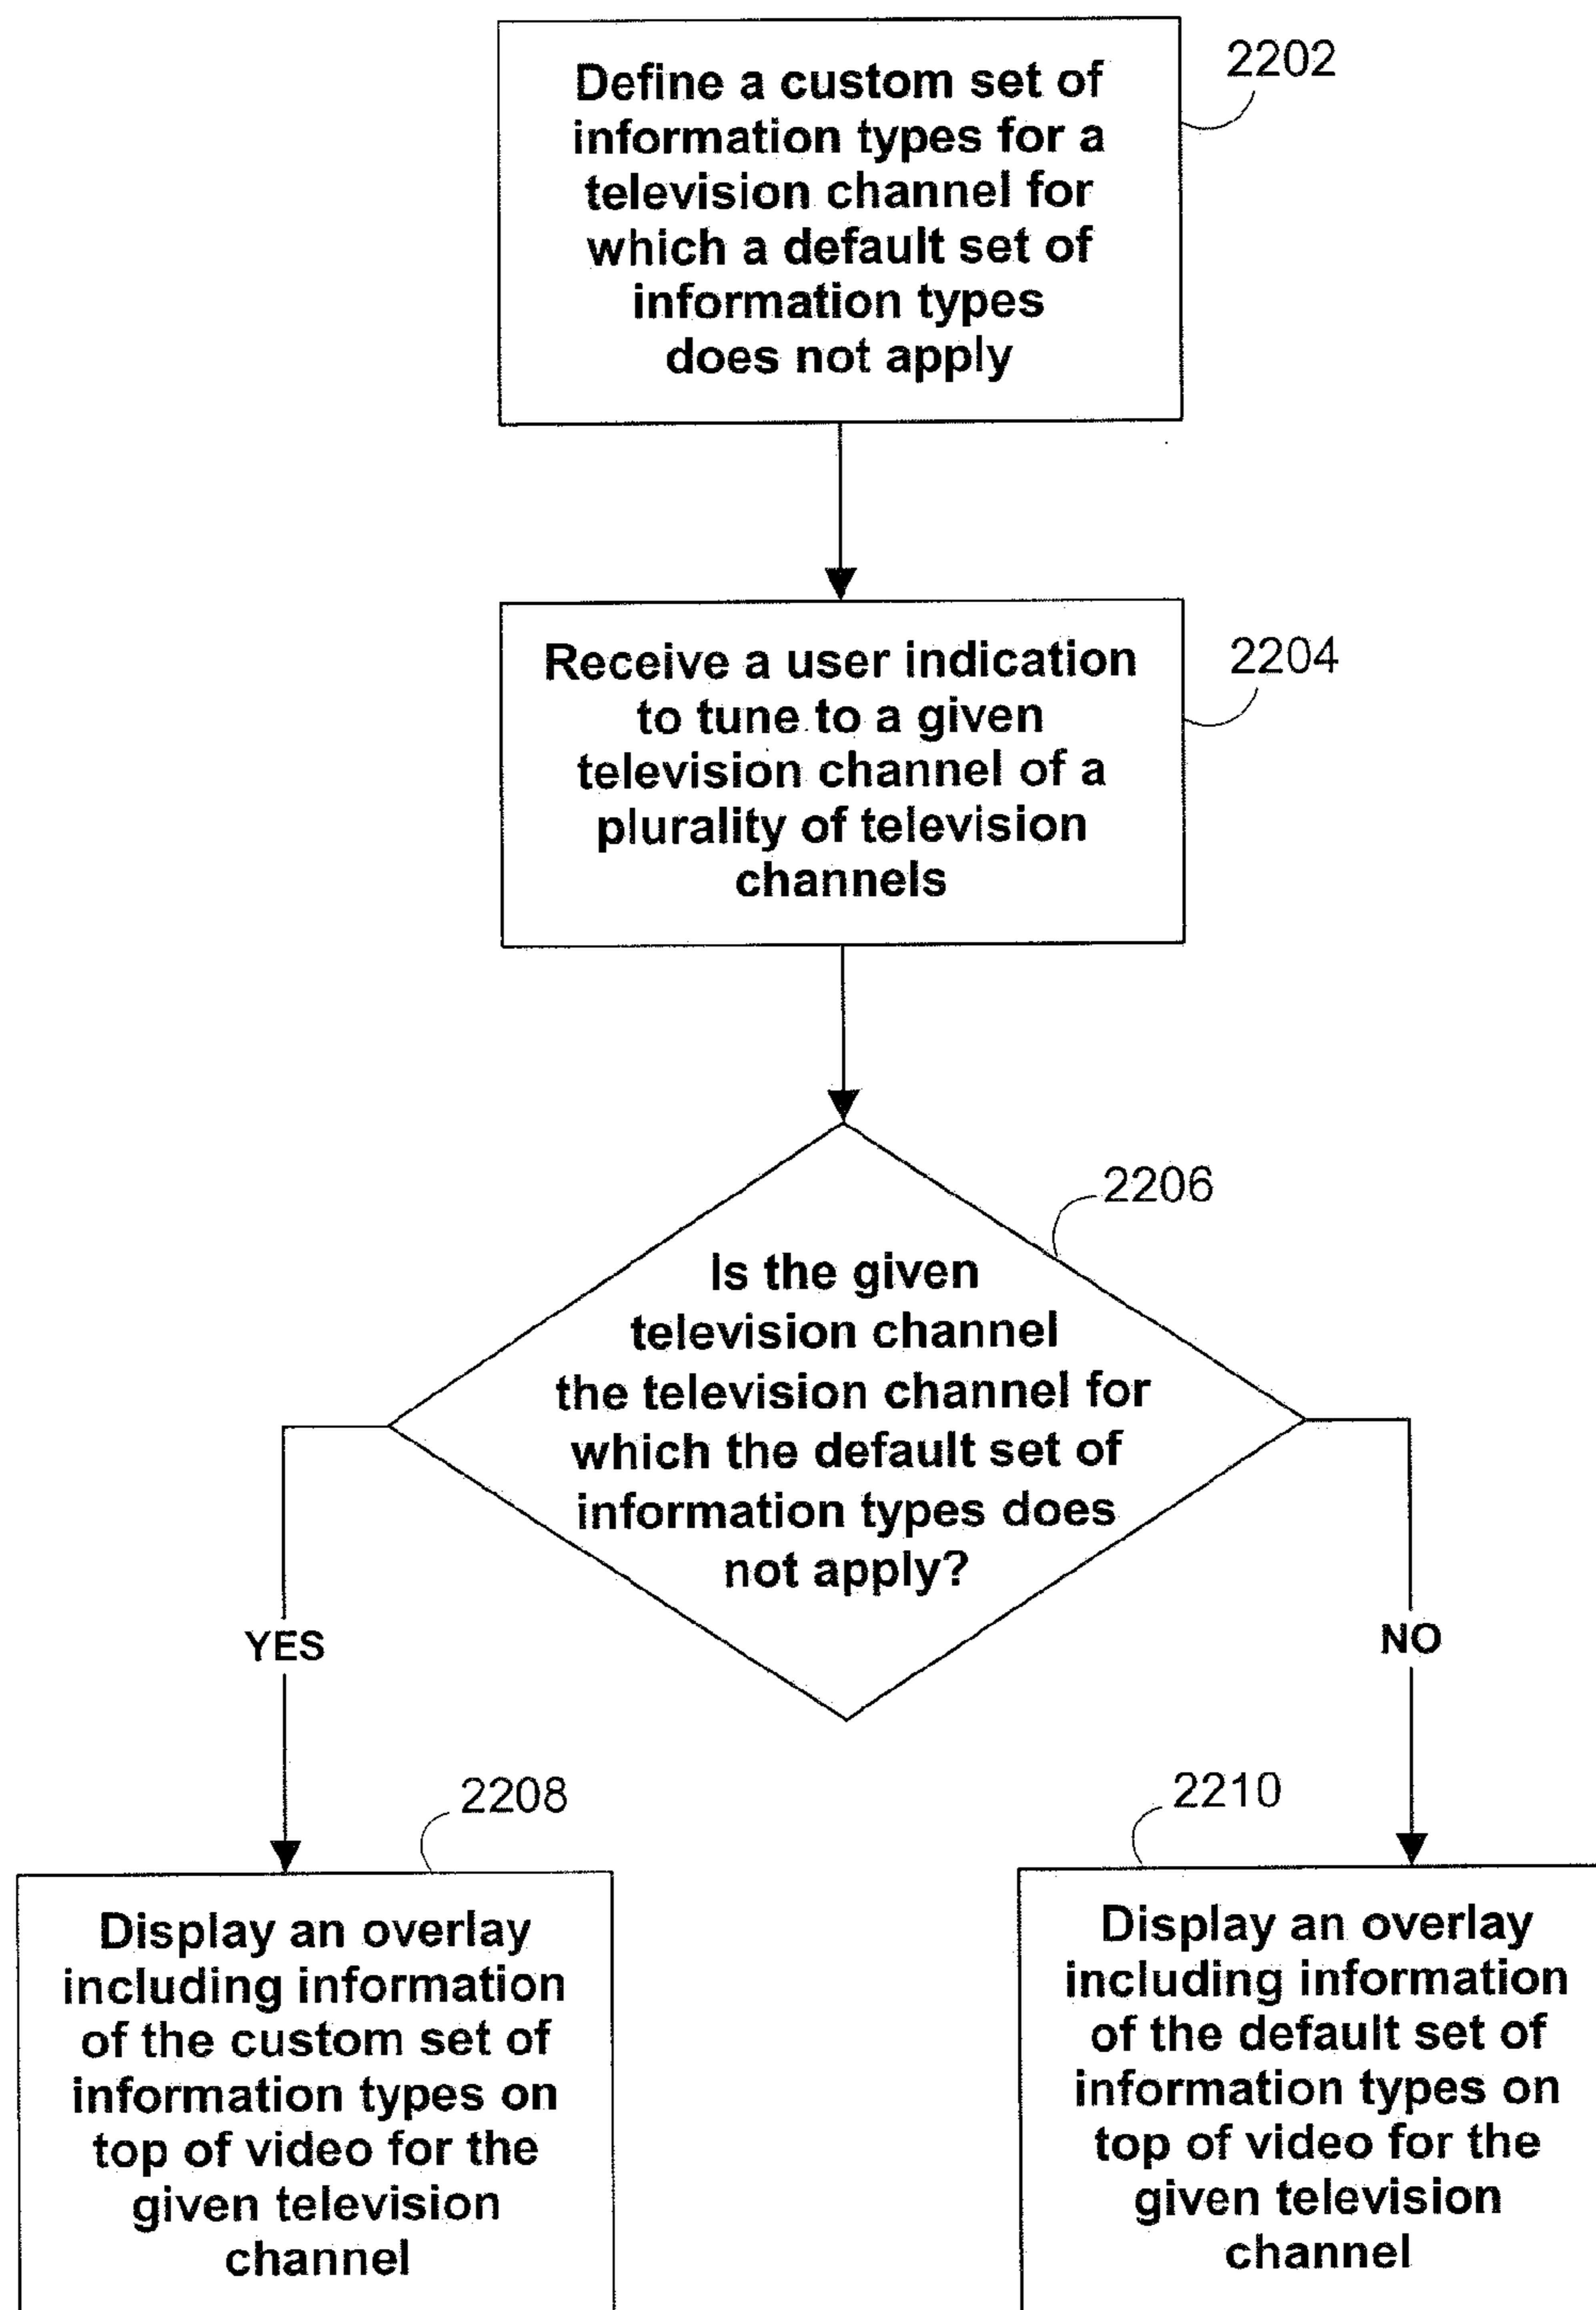 Define a custom set of
information types for a
television channel for
which a default set of
information types
does not apply
2202
Receive a user indication
to tune to a given
television channel of a
plurality of television
channels
2204
2206
Is the given
television channel
the television channel for
which the default set of
information types does
not apply?
YES
NO
2208
Display an overlay
including information
of the custom set of
information types on
top of video for the
given television
channel
2210
Display an overlay
including information
of the default set of
information types on
top of video for the
given television
channel